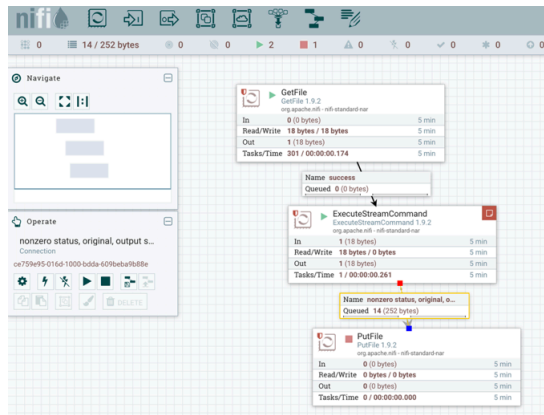 nifi
0 14 / 252 bytes 0 0 2 1 0 0 0 0 0
Navigate
GetFile
GetFile 1.9.2
org.apache.nifi - nifi-standard-nar
In 0 (0 bytes) 5 min
Read/Write 18 bytes / 18 bytes 5 min
Out 1 (18 bytes) 5 min
Tasks/Time 301 / 00:00:00.174 5 min
Name success
Queued 0 (0 bytes)
Operate
nonzero status, original, output s...
Connection
ce759e95-016d-1000-bdda-609beba9b88e
DELETE
ExecuteStreamCommand
ExecuteStreamCommand 1.9.2
org.apache.nifi - nifi-standard-nar
In 1 (18 bytes) 5 min
Read/Write 18 bytes / 0 bytes 5 min
Out 1 (18 bytes) 5 min
Tasks/Time 1 / 00:00:00.261 5 min
Name nonzero status, original, o...
Queued 14 (252 bytes)
PutFile
PutFile 1.9.2
org.apache.nifi - nifi-standard-nar
In 0 (0 bytes) 5 min
Read/Write 0 bytes / 0 bytes 5 min
Out 0 (0 bytes) 5 min
Tasks/Time 0 / 00:00:00.000 5 min